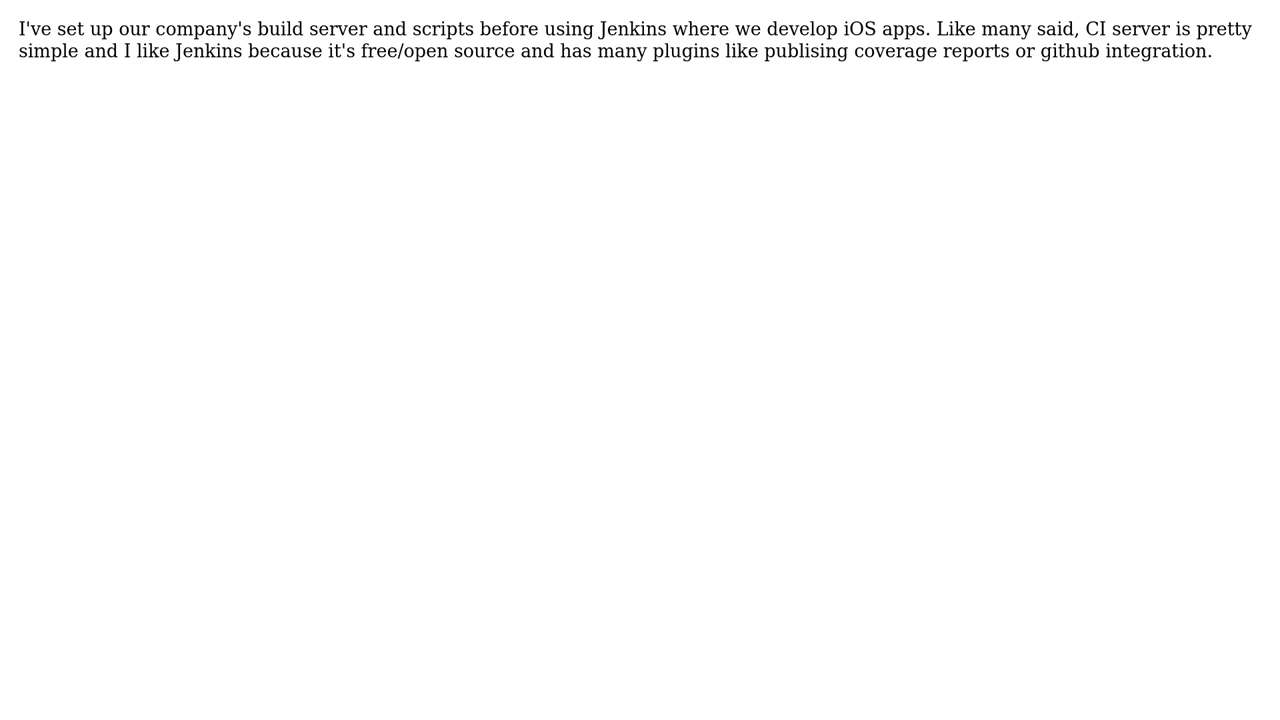 I've set up our company's build server and scripts before using Jenkins where we develop iOS apps. Like many said, CI server is pretty
simple and I like Jenkins because it's free/open source and has many plugins like publising coverage reports or github integration.